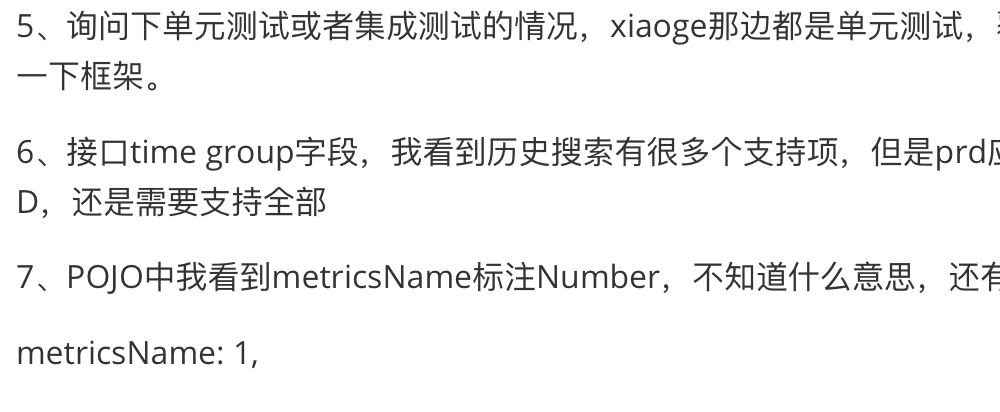 5、询问下单元测试或者集成测试的情况，xiaoge那边都是单元测试，
一下框架。
6、接口time group字段，我看到历史搜索有很多个支持项，但是prd
D，还是需要支持全部
7、POJO中我看到metricsName标注Number，不知道什么意思，还有
metricsName: 1,